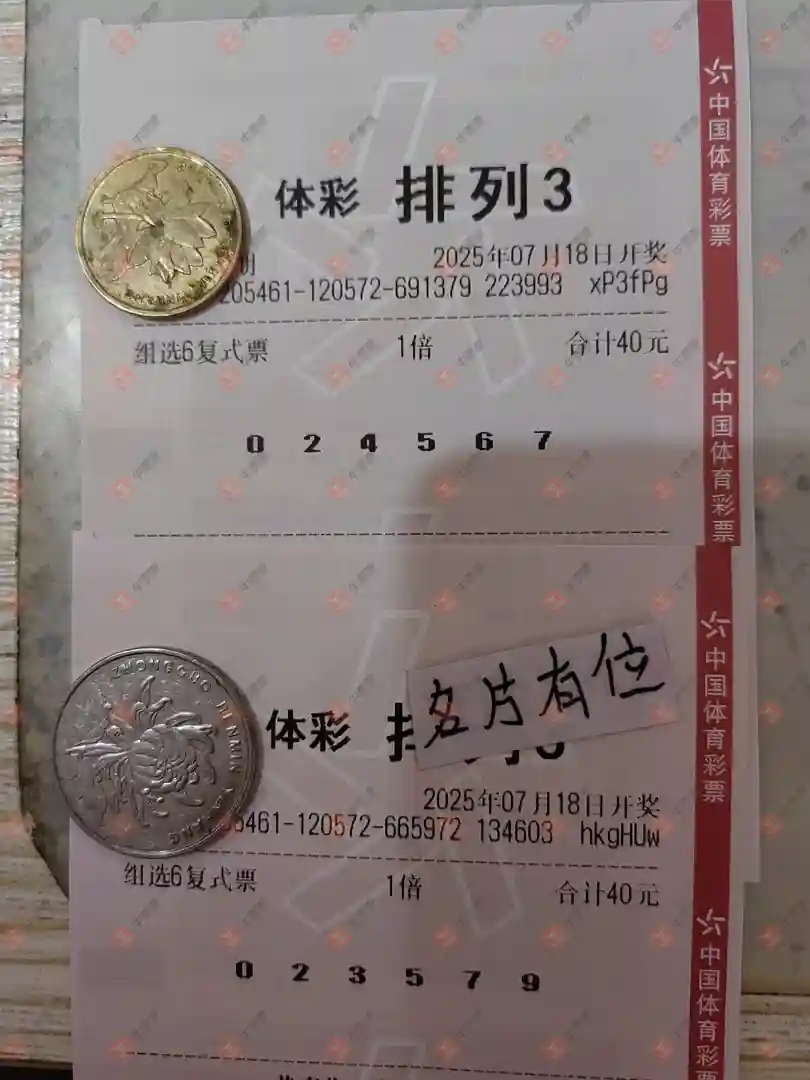 体彩 排列3
2025年07月18日开奖
205461-120572-691379 223993 xP3fPg
组选6复式票 1倍 合计40元
0 2 4 5 6 7
中国体育彩票
中国体育彩票
名片有位
体彩
2025年07月18日开奖
5461-120572-665972 134603 hkgHUw
组选6复式票 1倍 合计40元
0 2 3 5 7 9
中国体育彩票
中国体育彩票
ZHONGGUO RENMIN